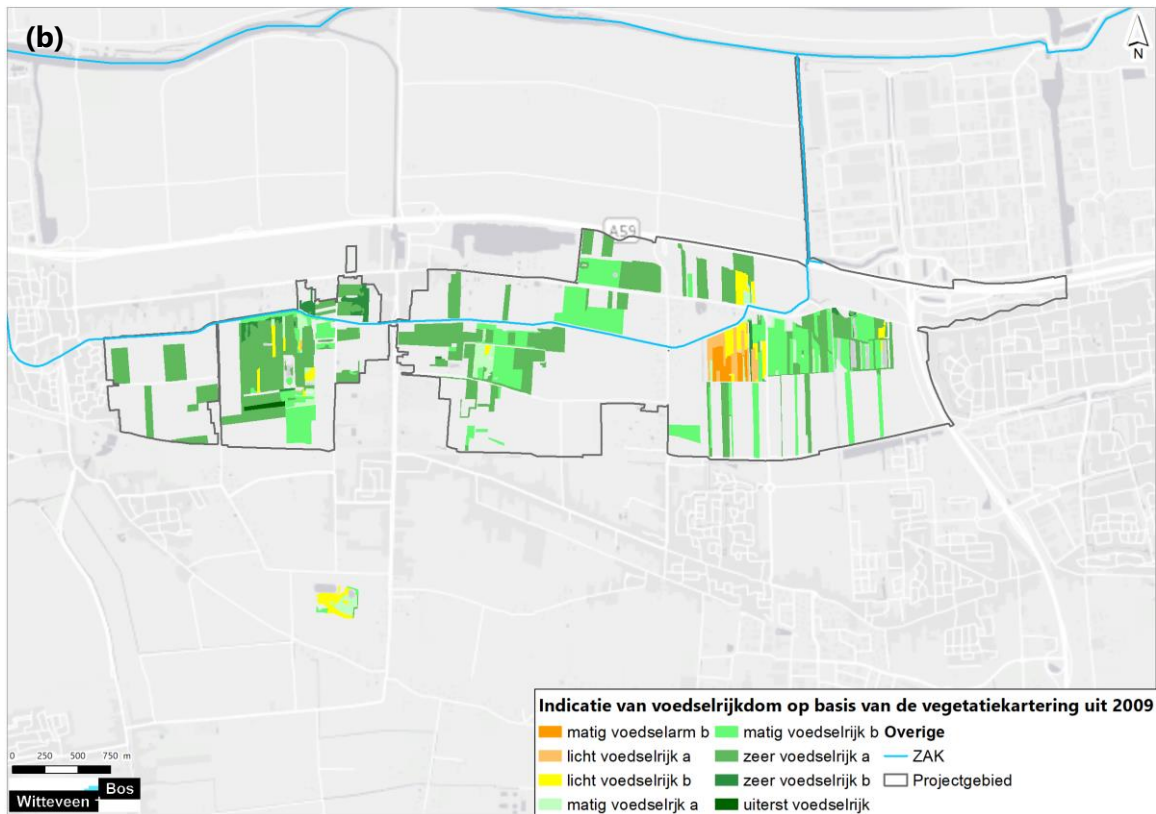 (b)
N
A59
Indicatie van voedselrijkdom op basis van de vegetatiekartering uit 2009
matig voedselarm b
licht voedselrijk a
licht voedselrijk b
matig voedselrjk a
matig voedselrijk b
zeer voedselrijk a
zeer voedselrijk b
uiterst voedselrijk
Overige
ZAK
Projectgebied
0 250 500 750 m
Witteveen + Bos